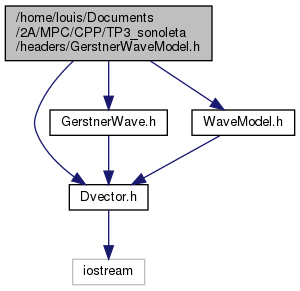 /home/louis/Documents
/2A/MPC/CPP/TP3_sonoleta
/headers/GerstnerWaveModel.h
GerstnerWave.h
WaveModel.h
Dvector.h
iostream